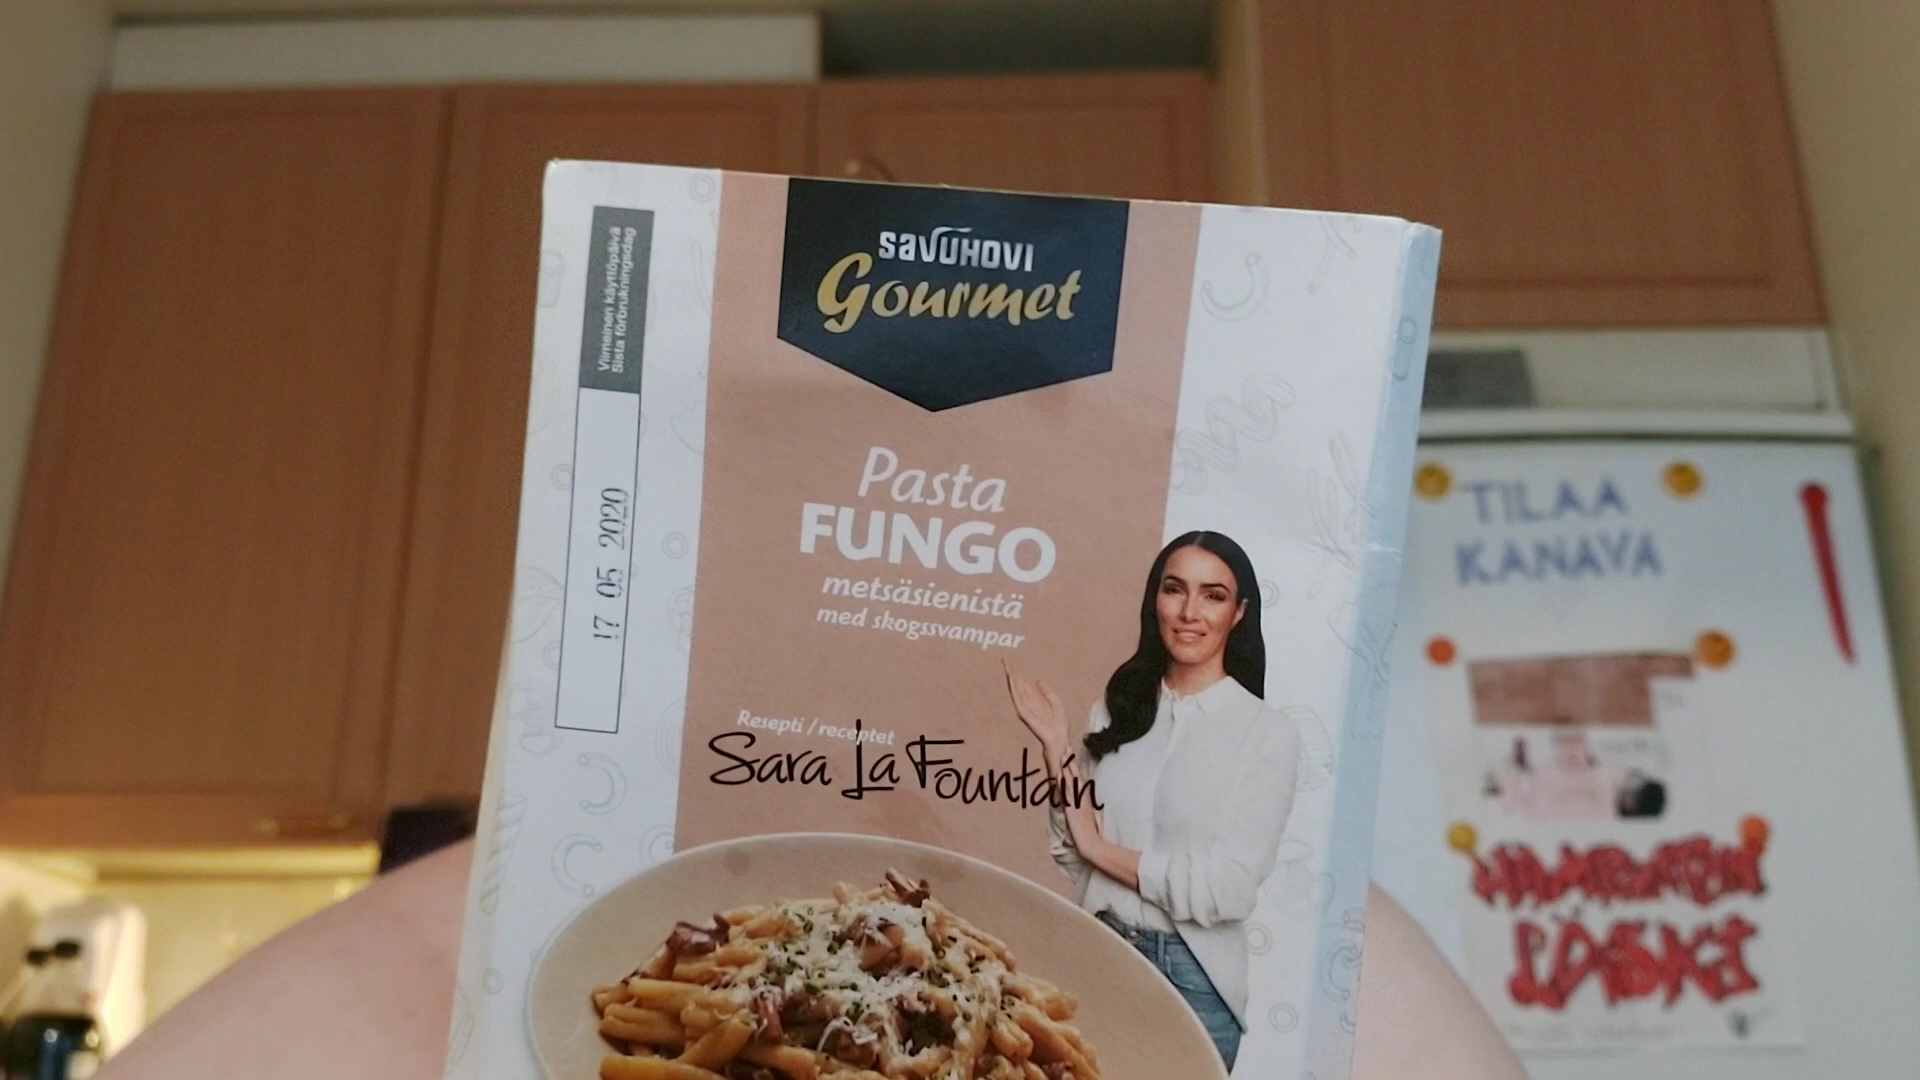 Viimeinen käyttöpäivä
Sista förbrukningsdag
17 05 2020
SAVUHOVI
Gourmet
Pasta
FUNGO
metsäsienistä
med skogssvampar
Resepti / receptet
Sara La Fountain
TILAA
KANAVA
LÄSKI